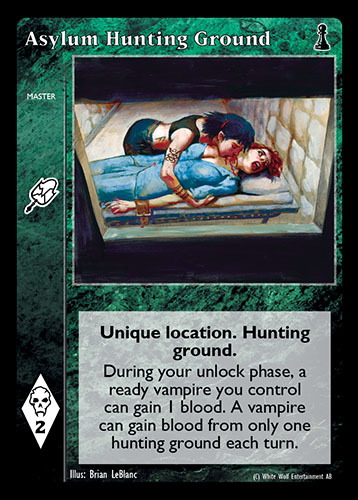 Asylum Hunting Ground
MASTER
Unique location. Hunting
ground.
During your unlock phase, a
ready vampire you control
can gain 1 blood. A vampire
can gain blood from only one
hunting ground each turn.
2
Illus: Brian LeBlanc
(C) White Wolf Entertainment AB